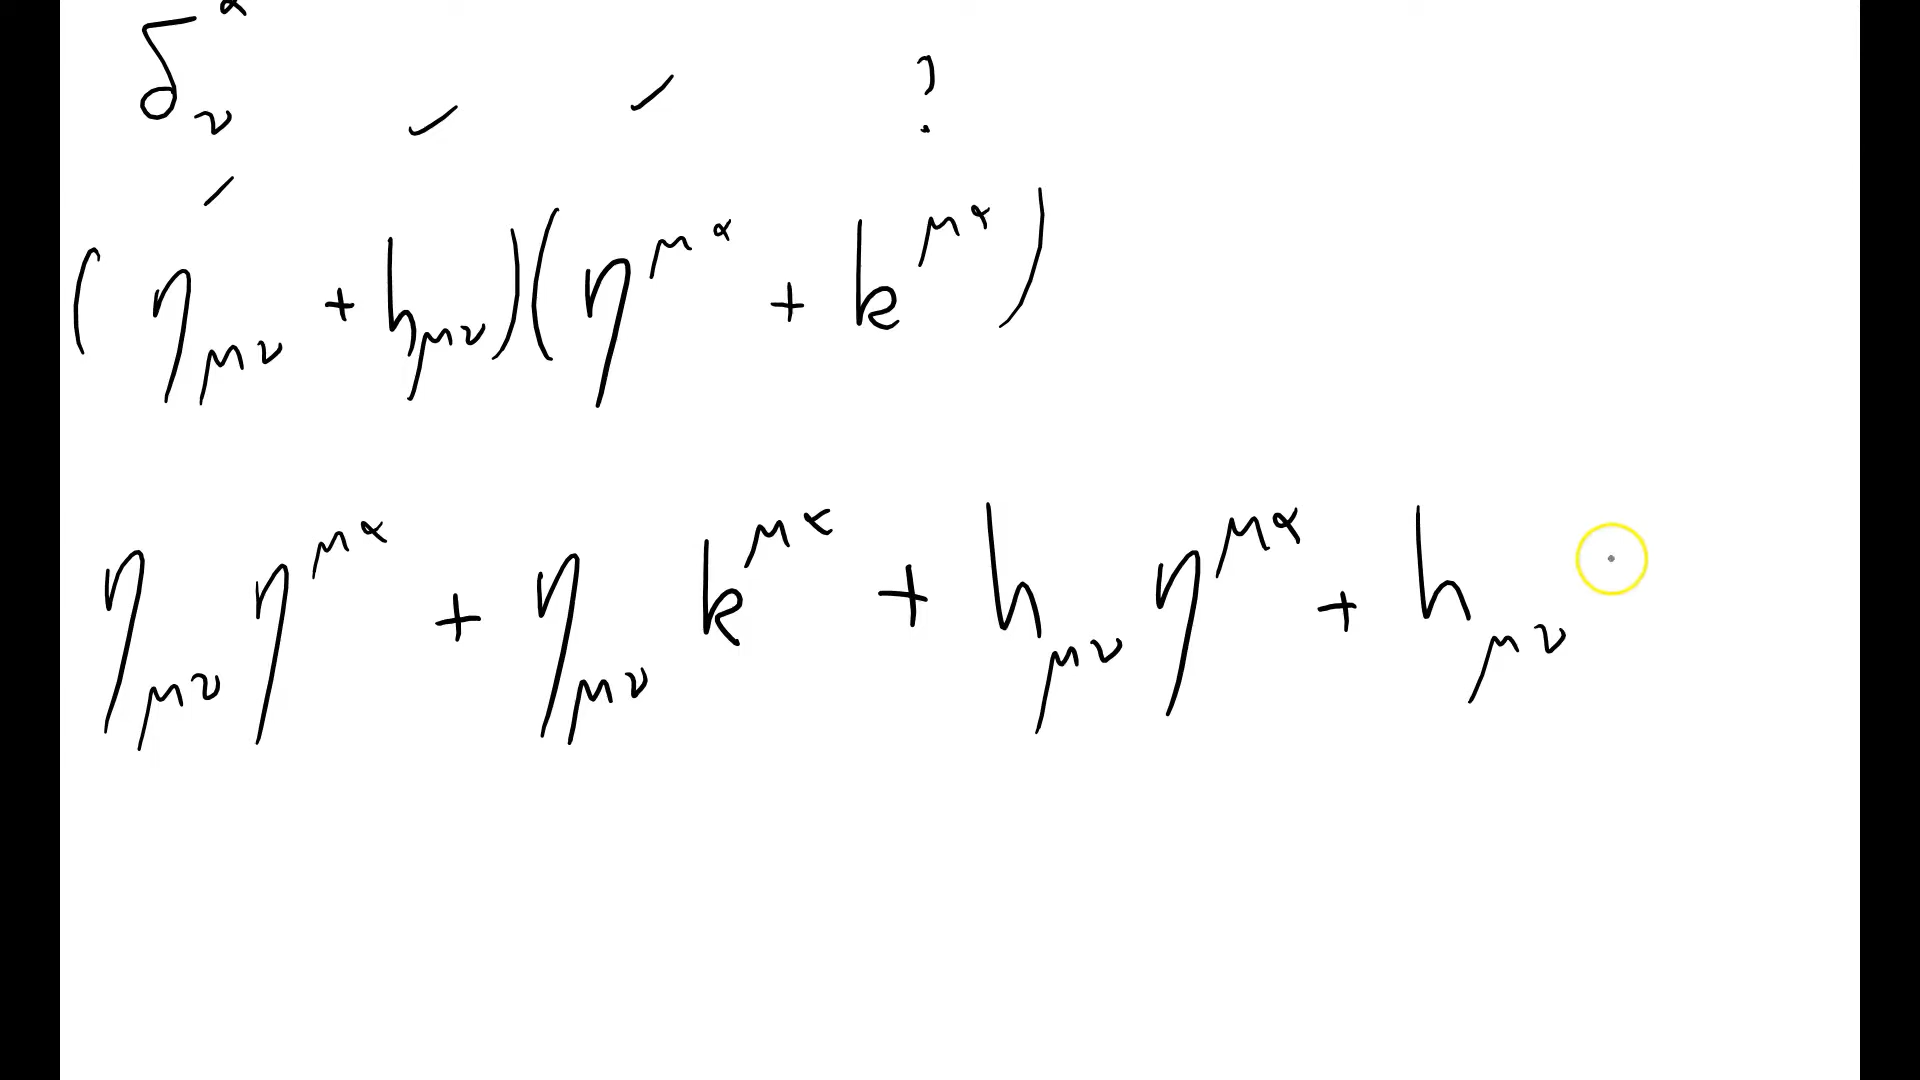 δ_ν^α ?
(η_μν + h_μν)(η^μα + k^μα)
η_μν η^μα + η_μν k^μα + h_μν η^μα + h_μν